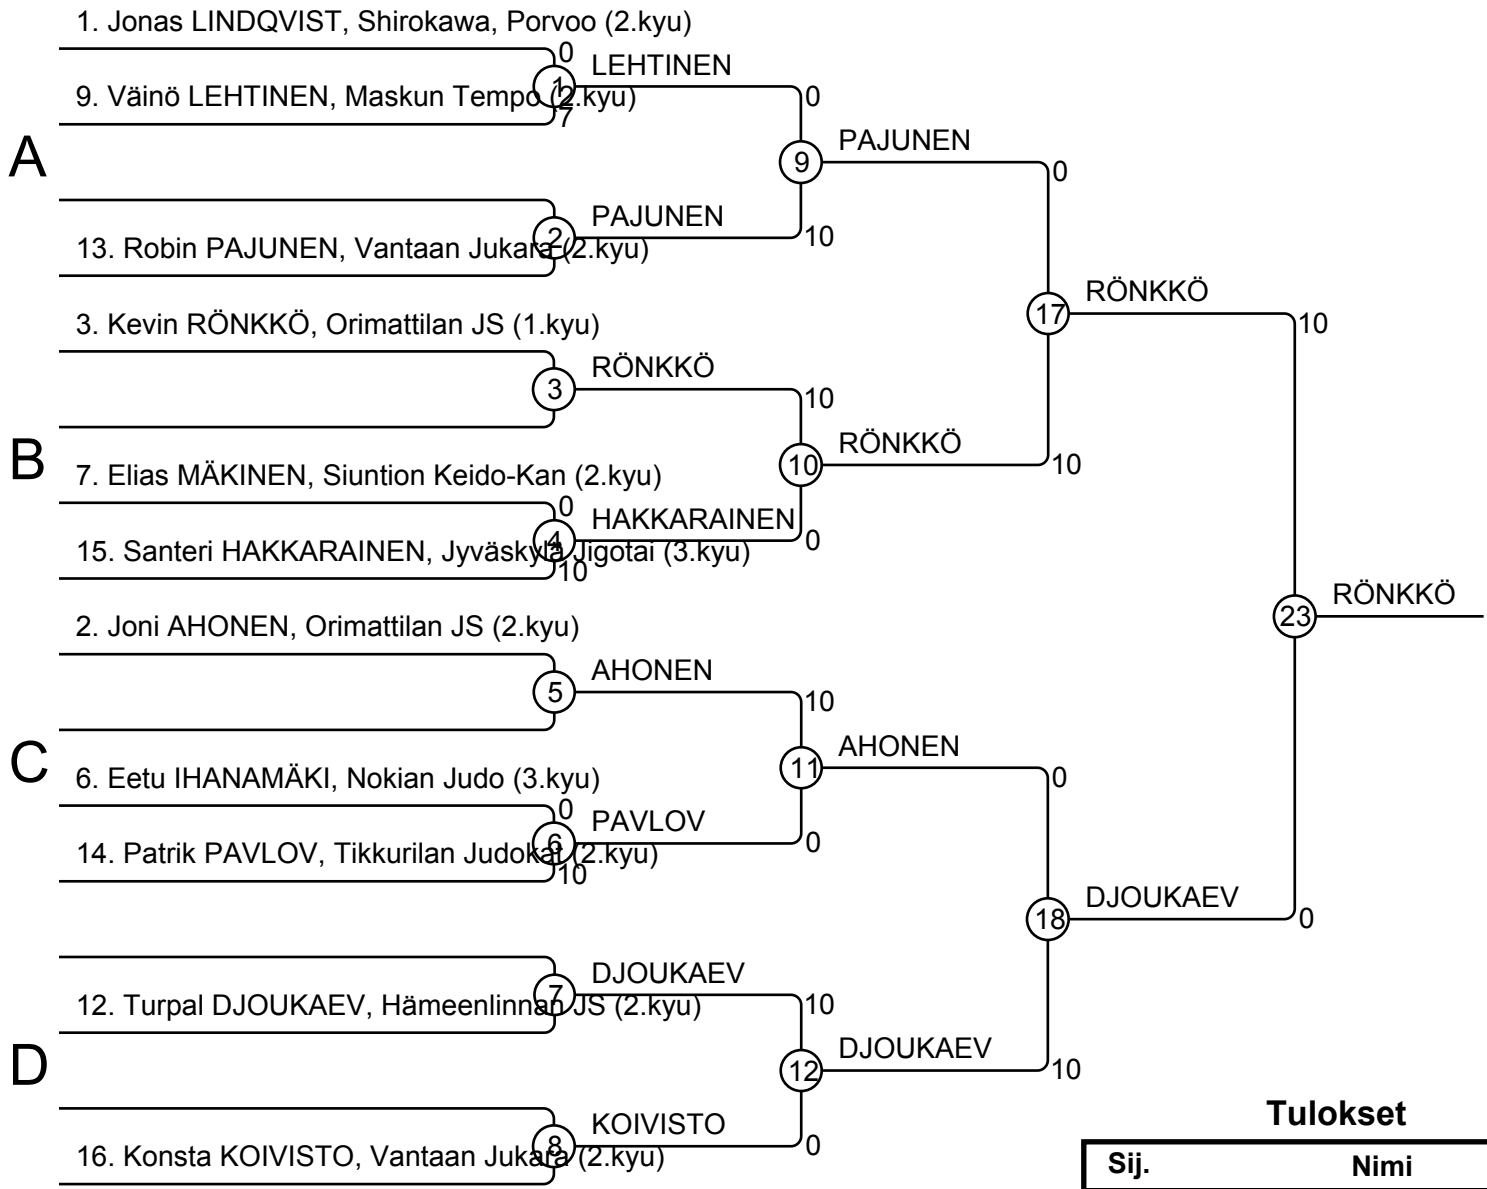 1. Jonas LINDQVIST, Shirokawa, Porvoo (2.kyu)
0
1
LEHTINEN
9. Väinö LEHTINEN, Maskun Tempo (2.kyu)
7
0
A
9
PAJUNEN
0
2
PAJUNEN
10
13. Robin PAJUNEN, Vantaan Jukara (2.kyu)
17
RÖNKKÖ
10
3. Kevin RÖNKKÖ, Orimattilan JS (1.kyu)
3
RÖNKKÖ
10
B
10
RÖNKKÖ
10
7. Elias MÄKINEN, Siuntion Keido-Kan (2.kyu)
0
4
HAKKARAINEN
0
15. Santeri HAKKARAINEN, Jyväskylä Jigotai (3.kyu)
10
23
RÖNKKÖ
2. Joni AHONEN, Orimattilan JS (2.kyu)
5
AHONEN
10
C
11
AHONEN
0
6. Eetu IHANAMÄKI, Nokian Judo (3.kyu)
0
6
PAVLOV
0
14. Patrik PAVLOV, Tikkurilan Judokat (2.kyu)
10
18
DJOUKAEV
0
7
DJOUKAEV
10
12. Turpal DJOUKAEV, Hämeenlinnan JS (2.kyu)
D
12
DJOUKAEV
10
8
KOIVISTO
0
16. Konsta KOIVISTO, Vantaan Jukara (2.kyu)
Tulokset
Sij. Nimi